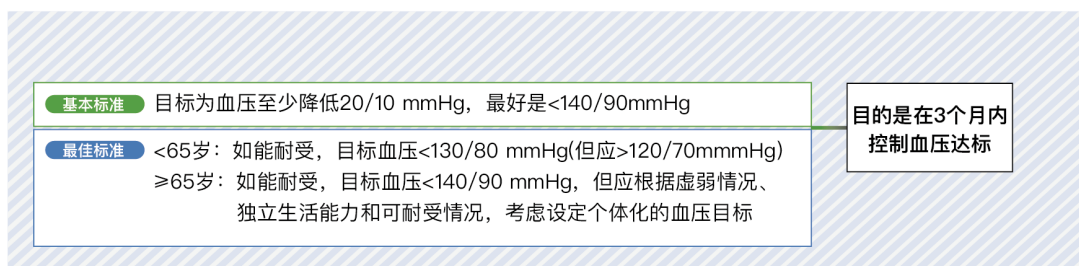 基本标准 目标为血压至少降低20/10 mmHg，最好是<140/90mmHg
最佳标准 <65岁：如能耐受，目标血压<130/80 mmHg(但应>120/70mmmHg)
≥65岁：如能耐受，目标血压<140/90 mmHg，但应根据虚弱情况、
独立生活能力和可耐受情况，考虑设定个体化的血压目标
目的是在3个月内
控制血压达标